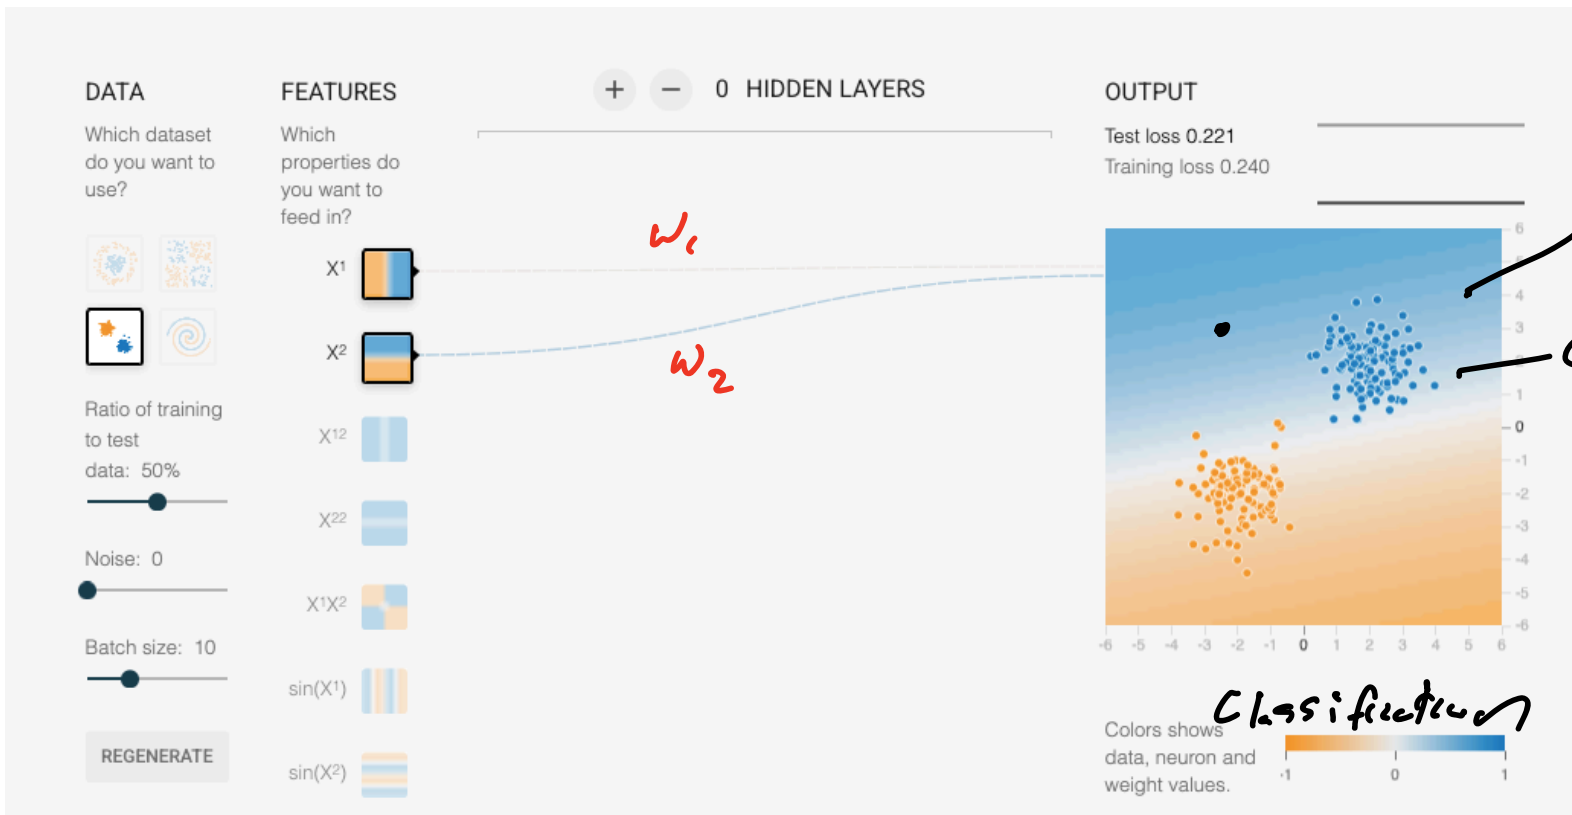 DATA
Which dataset
do you want to
use?
Ratio of training
to test
data: 50%
Noise: 0
Batch size: 10
REGENERATE
FEATURES
Which
properties do
you want to
feed in?
X1
X2
X12
X22
X1X2
sin(X1)
sin(X2)
+ − 0 HIDDEN LAYERS
W1
W2
OUTPUT
Test loss 0.221
Training loss 0.240
6
4
3
1
0
-1
-2
-3
-4
-5
-6
-6 -5 -4 -3 -2 -1 0 1 2 3 4 5 6
Classification
Colors shows
data, neuron and
weight values.
-1 0 1